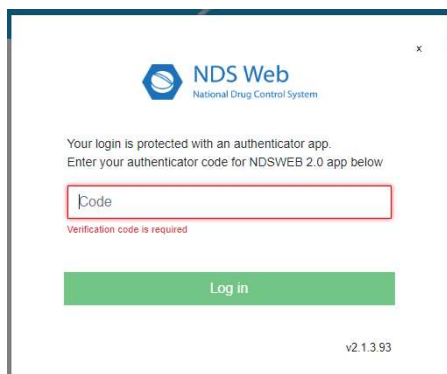 x
NDS Web
National Drug Control System
Your login is protected with an authenticator app.
Enter your authenticator code for NDSWEB 2.0 app below
Code
Verification code is required
Log in
v2.1.3.93